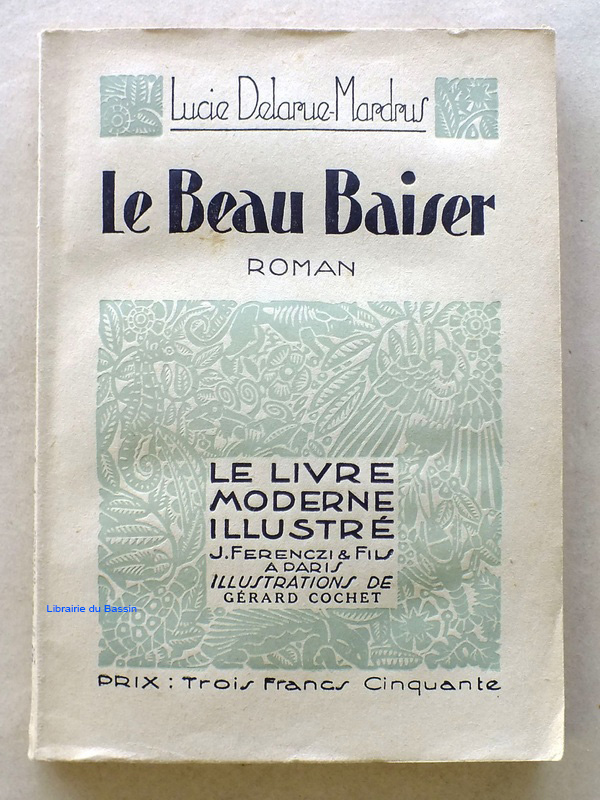 Lucie Delarue-Mardrus
Le Beau Baiser
ROMAN
LE LIVRE
MODERNE
ILLUSTRÉ
J. FERENCZI & FILS
A PARIS
ILLUSTRATIONS DE
GÉRARD COCHET
Librairie du Bassin
PRIX : Trois Francs Cinquante